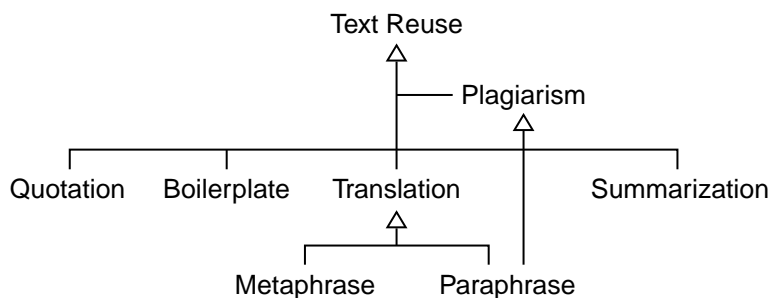 Text Reuse
Plagiarism
Quotation Boilerplate Translation Summarization
Metaphrase Paraphrase